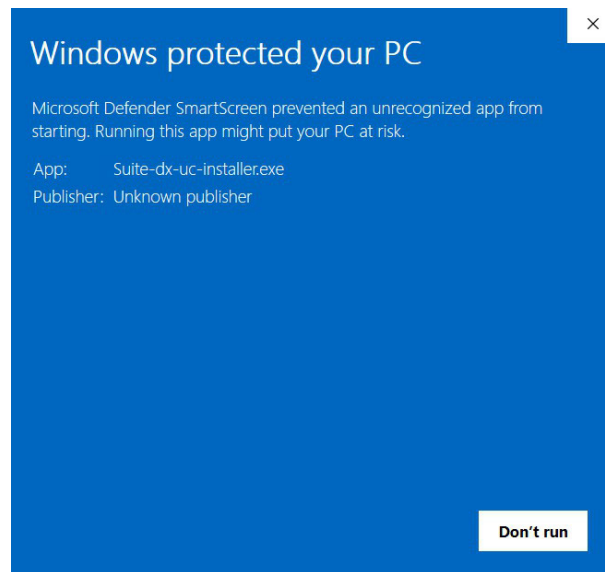 Windows protected your PC
Microsoft Defender SmartScreen prevented an unrecognized app from
starting. Running this app might put your PC at risk.
App: Suite-dx-uc-installer.exe
Publisher: Unknown publisher
Don't run